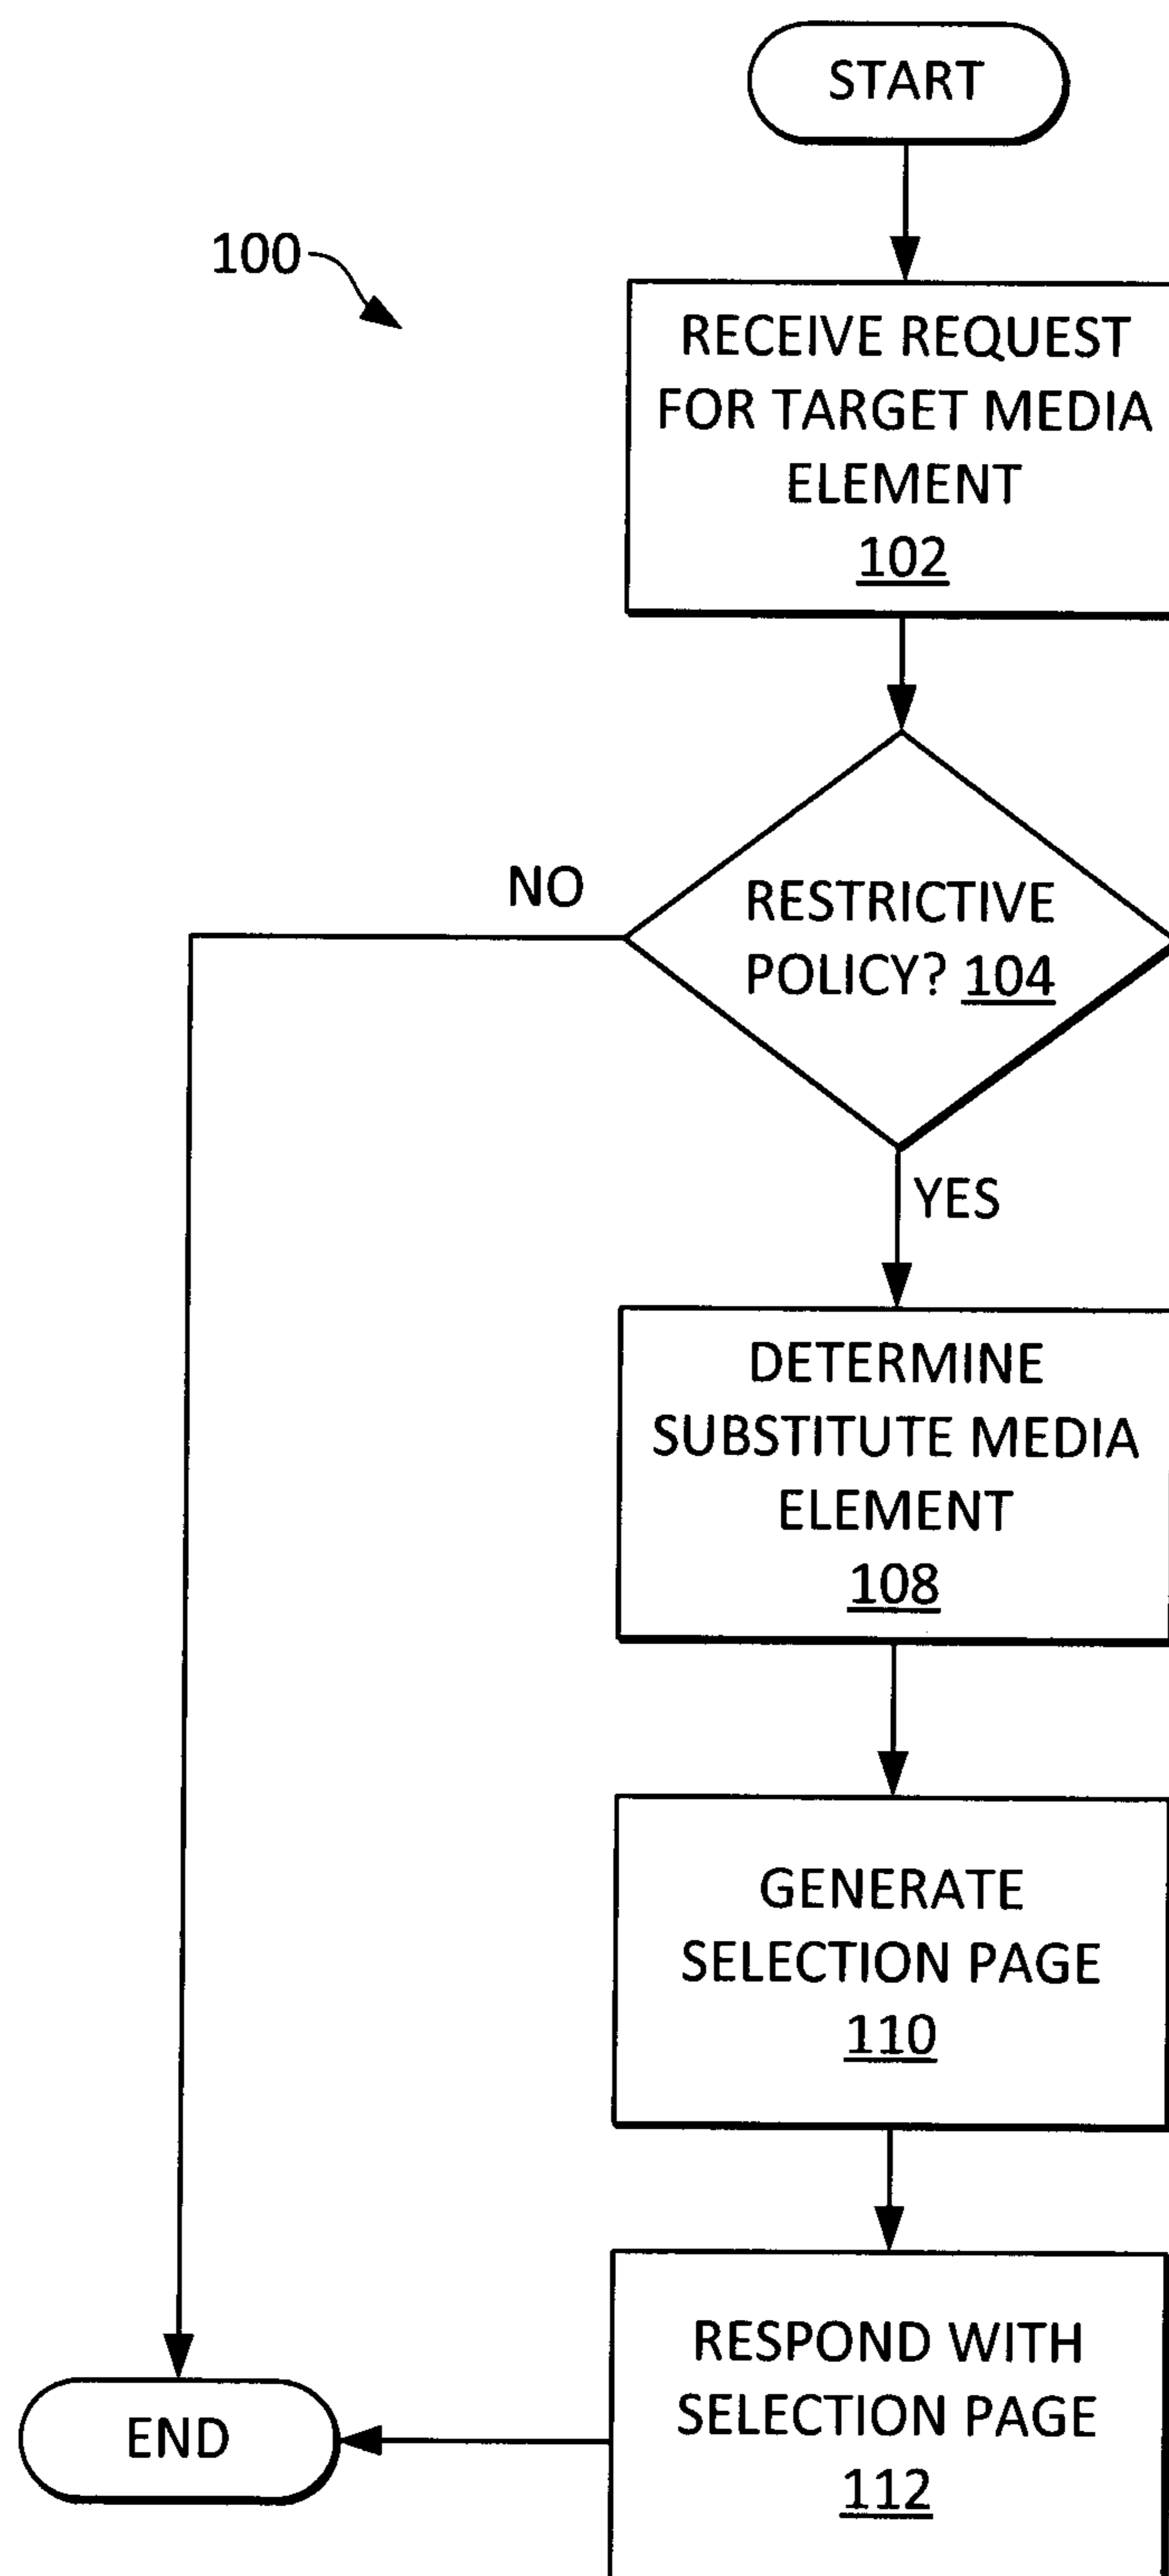 START
100
RECEIVE REQUEST
FOR TARGET MEDIA
ELEMENT
102
NO
RESTRICTIVE
POLICY? 104
YES
DETERMINE
SUBSTITUTE MEDIA
ELEMENT
108
GENERATE
SELECTION PAGE
110
RESPOND WITH
SELECTION PAGE
112
END